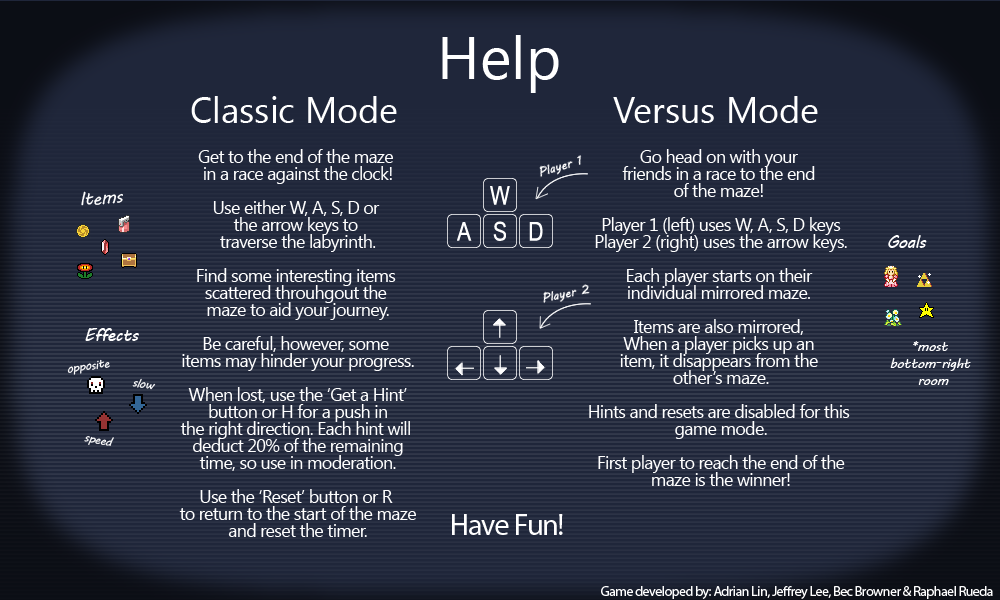 Help
Classic Mode
Get to the end of the maze
in a race against the clock!
Use either W, A, S, D or
the arrow keys to
traverse the labyrinth.
Find some interesting items
scattered throuhgout the
maze to aid your journey.
Be careful, however, some
items may hinder your progress.
When lost, use the ‘Get a Hint’
button or H for a push in
the right direction. Each hint will
deduct 20% of the remaining
time, so use in moderation.
Use the ‘Reset’ button or R
to return to the start of the maze
and reset the timer.
Items
Effects
opposite
slow
speed
Player 1
W
A S D
Player 2
↑
← ↓ →
Have Fun!
Versus Mode
Go head on with your
friends in a race to the end
of the maze!
Player 1 (left) uses W, A, S, D keys
Player 2 (right) uses the arrow keys.
Each player starts on their
individual mirrored maze.
Items are also mirrored,
When a player picks up an
item, it disappears from the
other’s maze.
Hints and resets are disabled for this
game mode.
First player to reach the end of the
maze is the winner!
Goals
*most
bottom-right
room
Game developed by: Adrian Lin, Jeffrey Lee, Bec Browner & Raphael Rueda